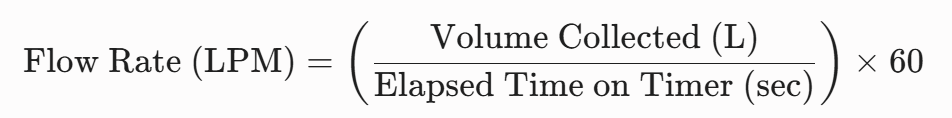 Flow Rate (LPM) = (Volume Collected (L) / Elapsed Time on Timer (sec)) × 60